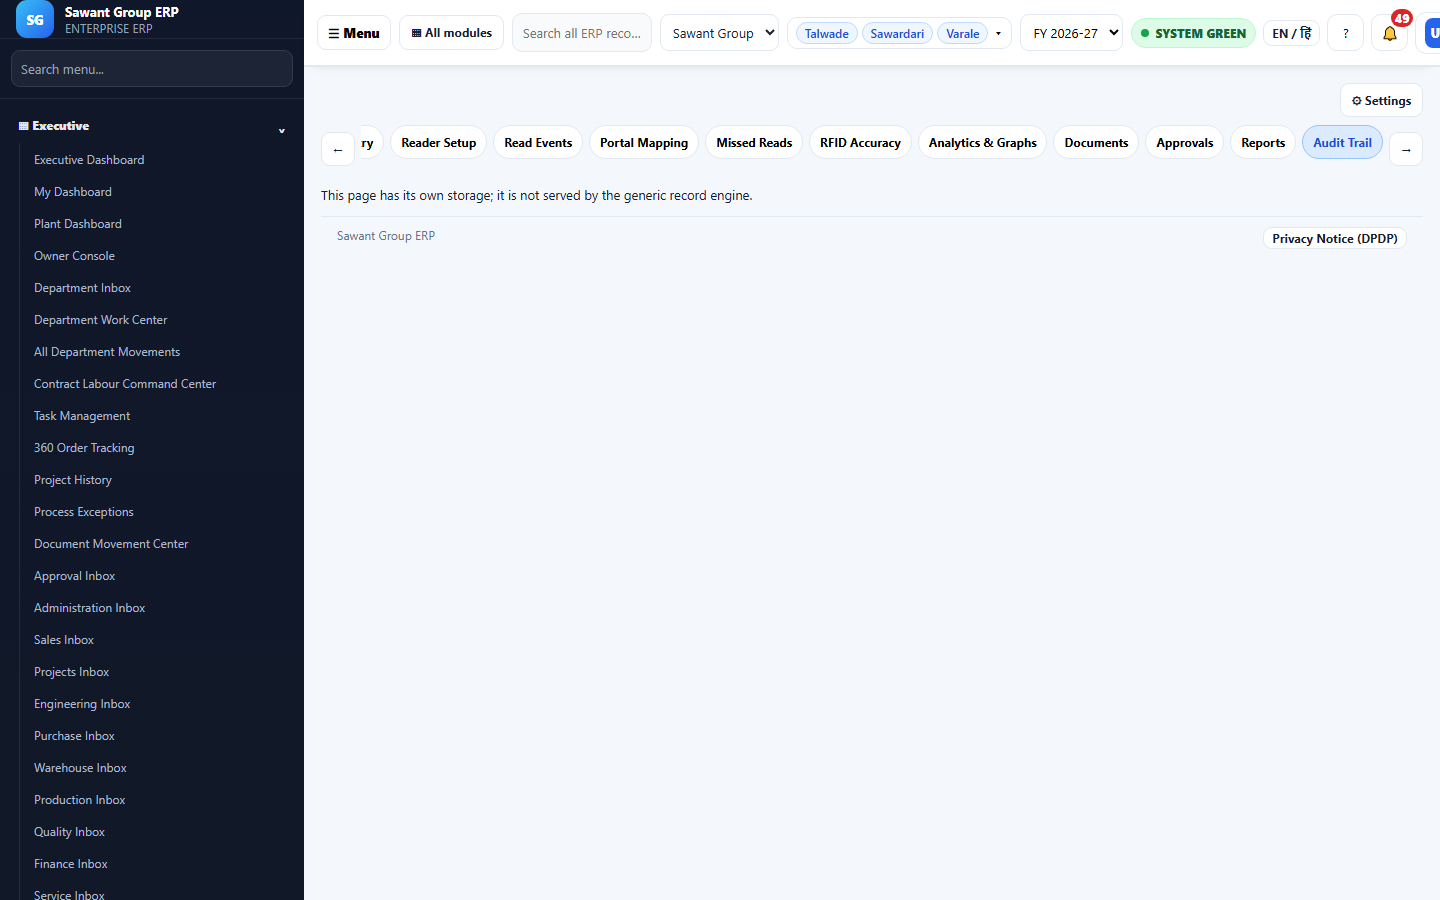 SG
Sawant Group ERP
ENTERPRISE ERP
Search menu...
Executive
Executive Dashboard
My Dashboard
Plant Dashboard
Owner Console
Department Inbox
Department Work Center
All Department Movements
Contract Labour Command Center
Task Management
360 Order Tracking
Project History
Process Exceptions
Document Movement Center
Approval Inbox
Administration Inbox
Sales Inbox
Projects Inbox
Engineering Inbox
Purchase Inbox
Warehouse Inbox
Production Inbox
Quality Inbox
Finance Inbox
Service Inbox
☰ Menu
All modules
Search all ERP reco...
Sawant Group
Talwade
Sawardari
Varale
FY 2026-27
SYSTEM GREEN
EN / हिं
?
49
U
⚙ Settings
←
ry
Reader Setup
Read Events
Portal Mapping
Missed Reads
RFID Accuracy
Analytics & Graphs
Documents
Approvals
Reports
Audit Trail
→
This page has its own storage; it is not served by the generic record engine.
Sawant Group ERP
Privacy Notice (DPDP)